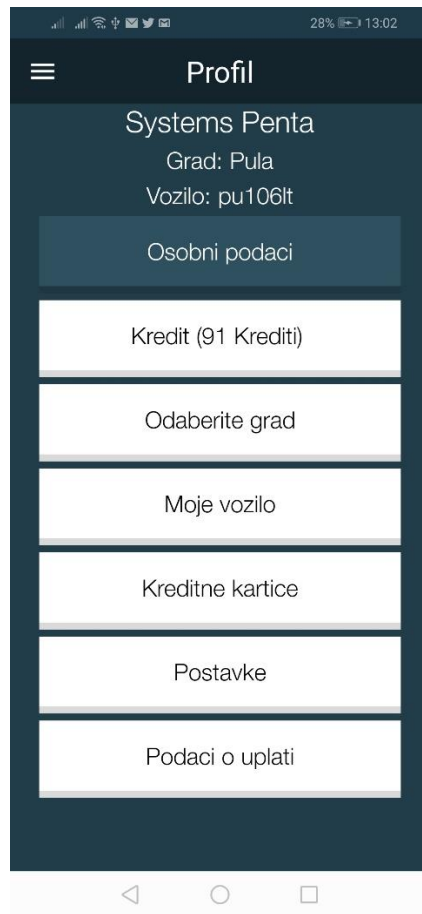 28% 13:02
Profil
Systems Penta
Grad: Pula
Vozilo: pu106lt
Osobni podaci
Kredit (91 Krediti)
Odaberite grad
Moje vozilo
Kreditne kartice
Postavke
Podaci o uplati